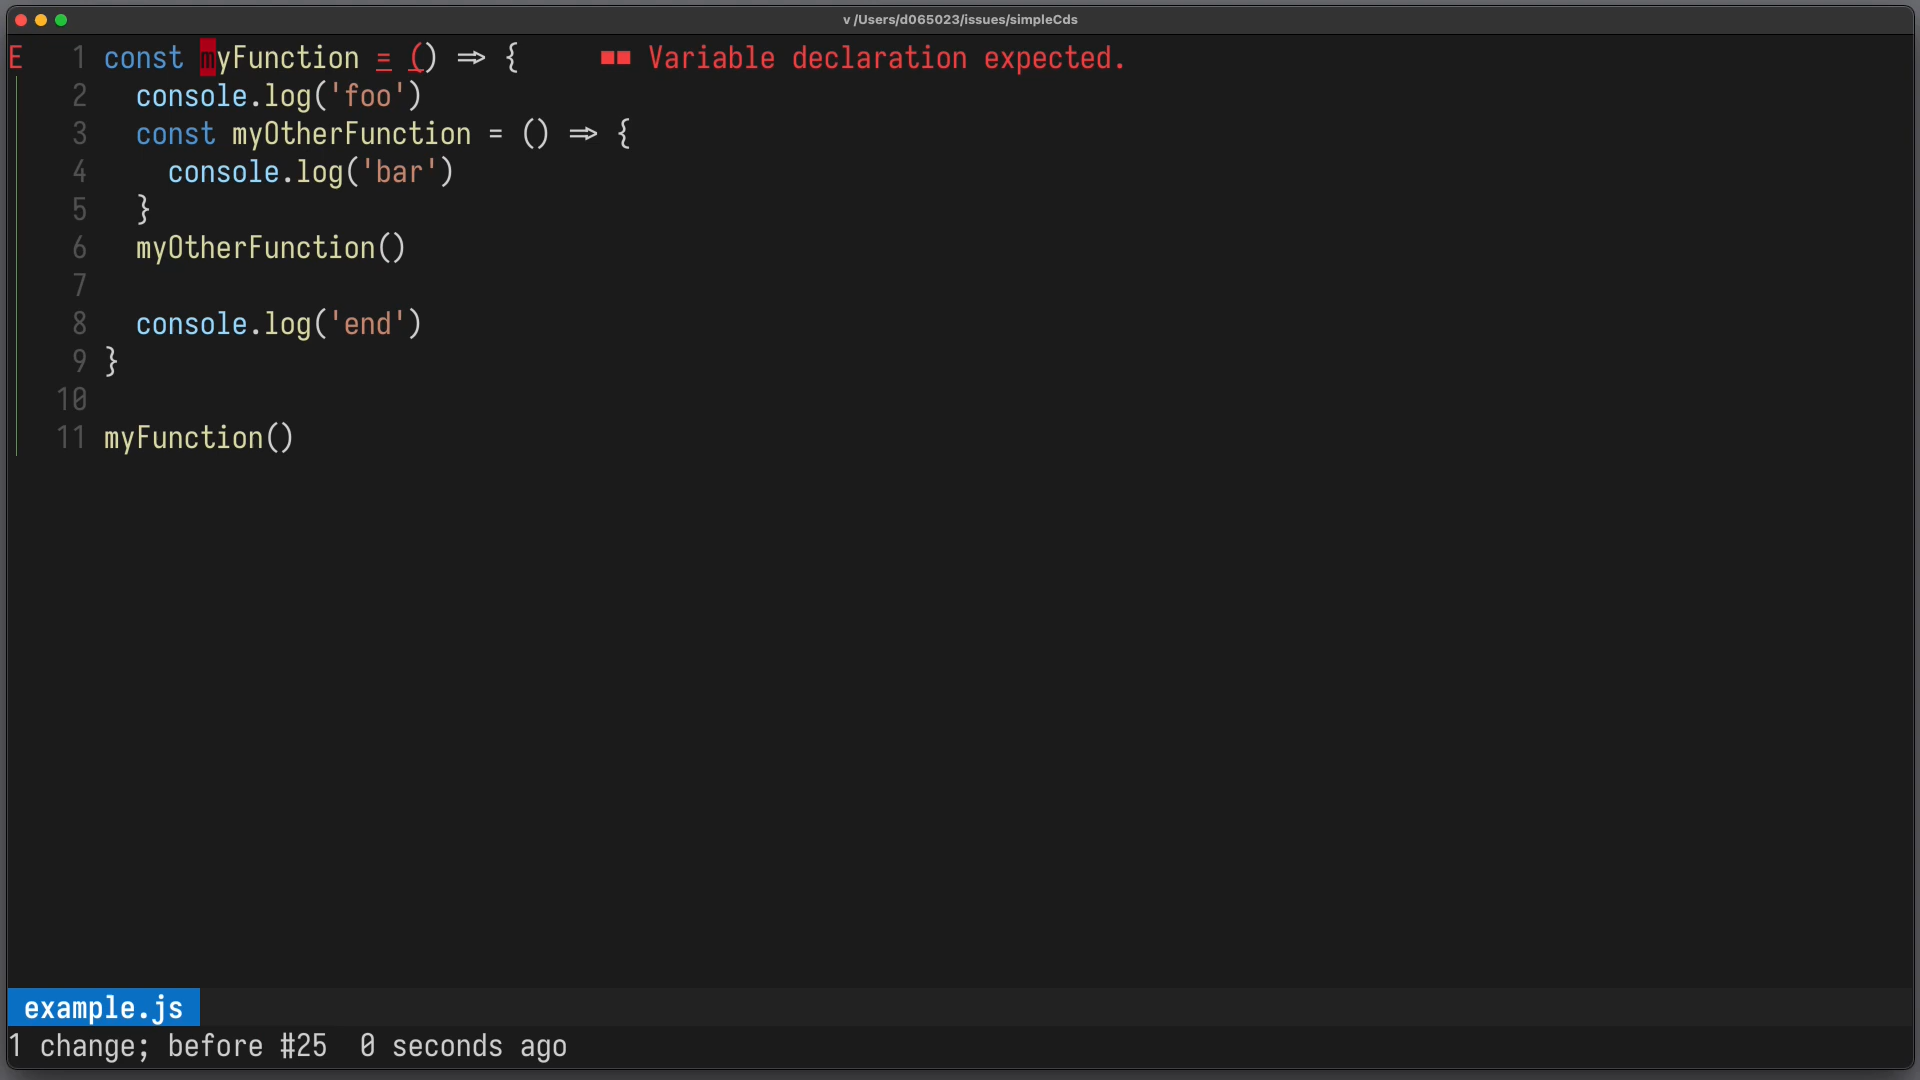 v /Users/d065023/issues/simpleCds
E 1 const myFunction = () => { ■■ Variable declaration expected.
2   console.log('foo')
3   const myOtherFunction = () => {
4     console.log('bar')
5   }
6   myOtherFunction()
7
8   console.log('end')
9 }
10
11 myFunction()
example.js
1 change; before #25  0 seconds ago